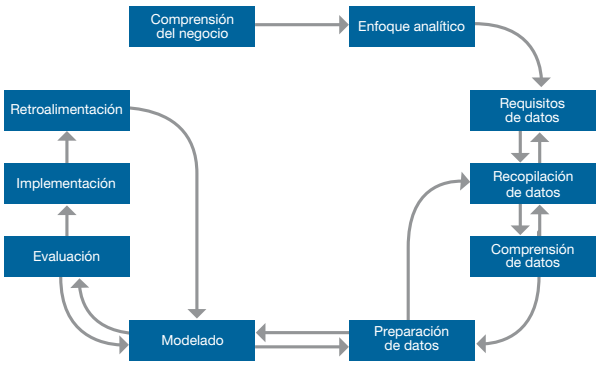 Comprensión
del negocio
Enfoque analítico
Requisitos
de datos
Recopilación
de datos
Comprensión
de datos
Preparación
de datos
Modelado
Evaluación
Implementación
Retroalimentación